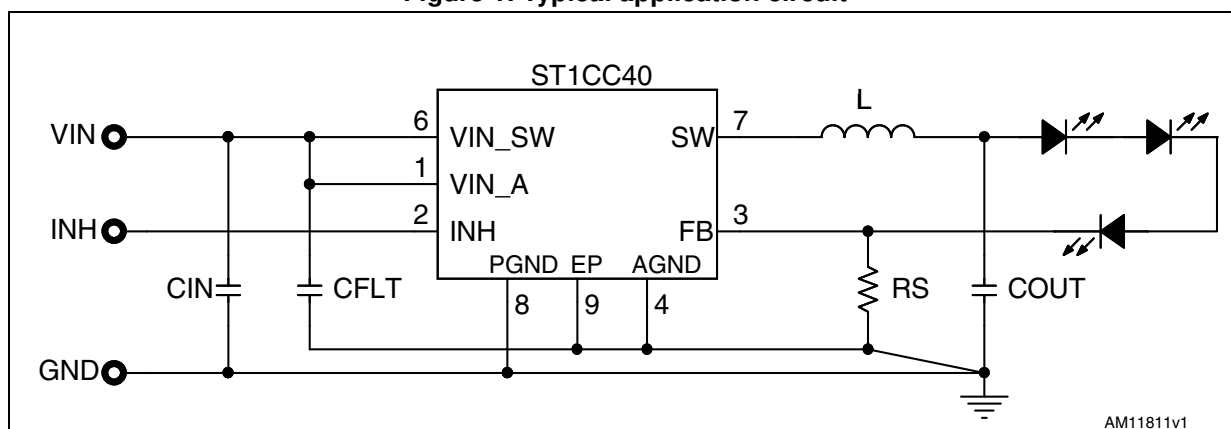 Figure 1. Typical application circuit
ST1CC40
L
VIN
6
VIN_SW
SW
7
1
VIN_A
INH
2
INH
FB
3
PGND EP AGND
CIN
CFLT
8
9
4
RS
COUT
GND
AM11811v1